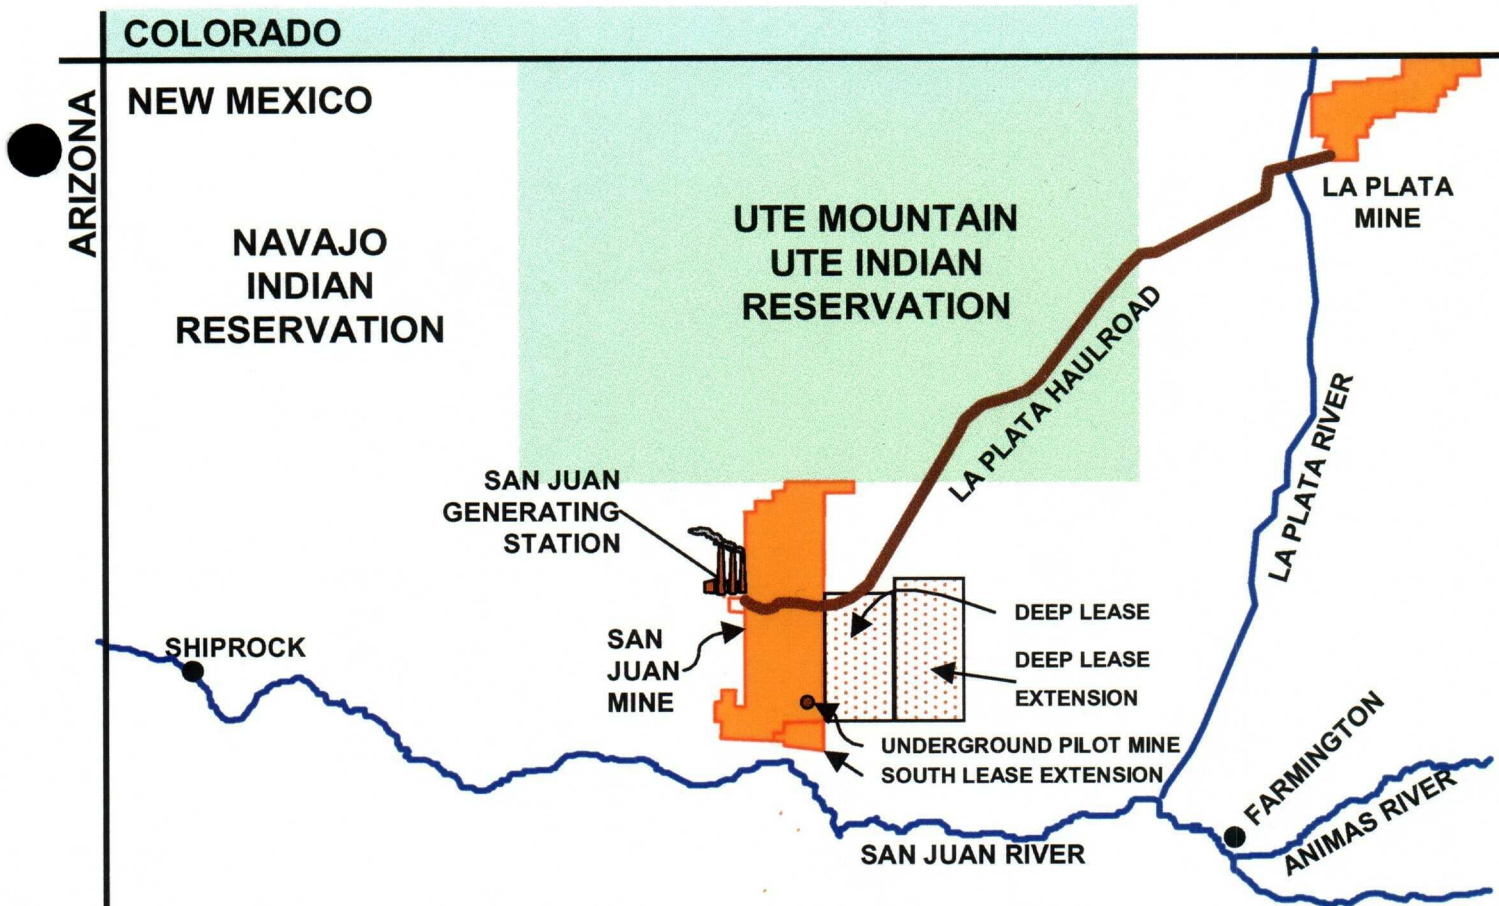 COLORADO
NEW MEXICO
ARIZONA
NAVAJO
INDIAN
RESERVATION
UTE MOUNTAIN
UTE INDIAN
RESERVATION
LA PLATA
MINE
LA PLATA HAULROAD
LA PLATA RIVER
SAN JUAN
GENERATING
STATION
SHIPROCK
SAN
JUAN
MINE
DEEP LEASE
DEEP LEASE
EXTENSION
UNDERGROUND PILOT MINE
SOUTH LEASE EXTENSION
FARMINGTON
ANIMAS RIVER
SAN JUAN RIVER